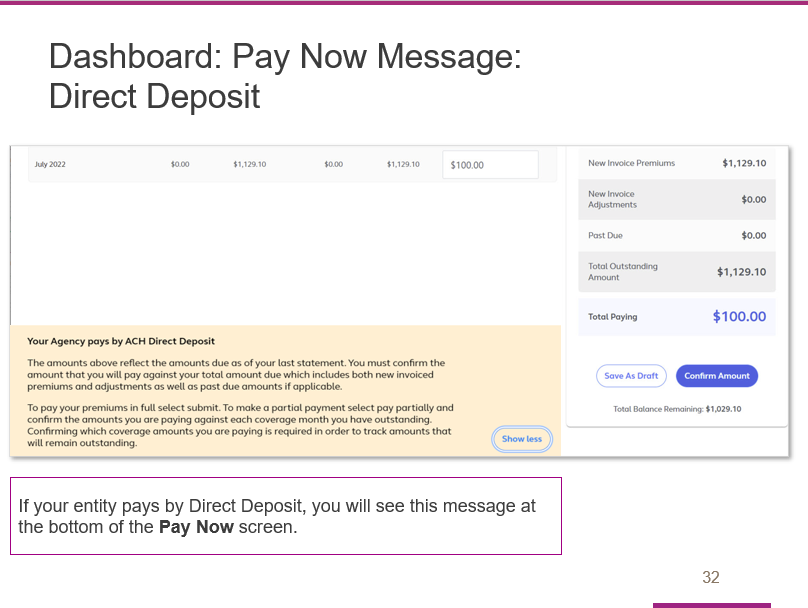 Dashboard: Pay Now Message:
Direct Deposit
July 2022 $0.00 $1,129.10 $0.00 $1,129.10 $100.00
New Invoice Premiums $1,129.10
New Invoice
Adjustments $0.00
Past Due $0.00
Total Outstanding
Amount $1,129.10
Total Paying $100.00
Save As Draft Confirm Amount
Total Balance Remaining: $1,029.10
Your Agency pays by ACH Direct Deposit
The amounts above reflect the amounts due as of your last statement. You must confirm the
amount that you will pay against your total amount due which includes both new invoiced
premiums and adjustments as well as past due amounts if applicable.
To pay your premiums in full select submit. To make a partial payment select pay partially and
confirm the amounts you are paying against each coverage month you have outstanding.
Confirming which coverage amounts you are paying is required in order to track amounts that
will remain outstanding.
Show less
If your entity pays by Direct Deposit, you will see this message at
the bottom of the Pay Now screen.
32